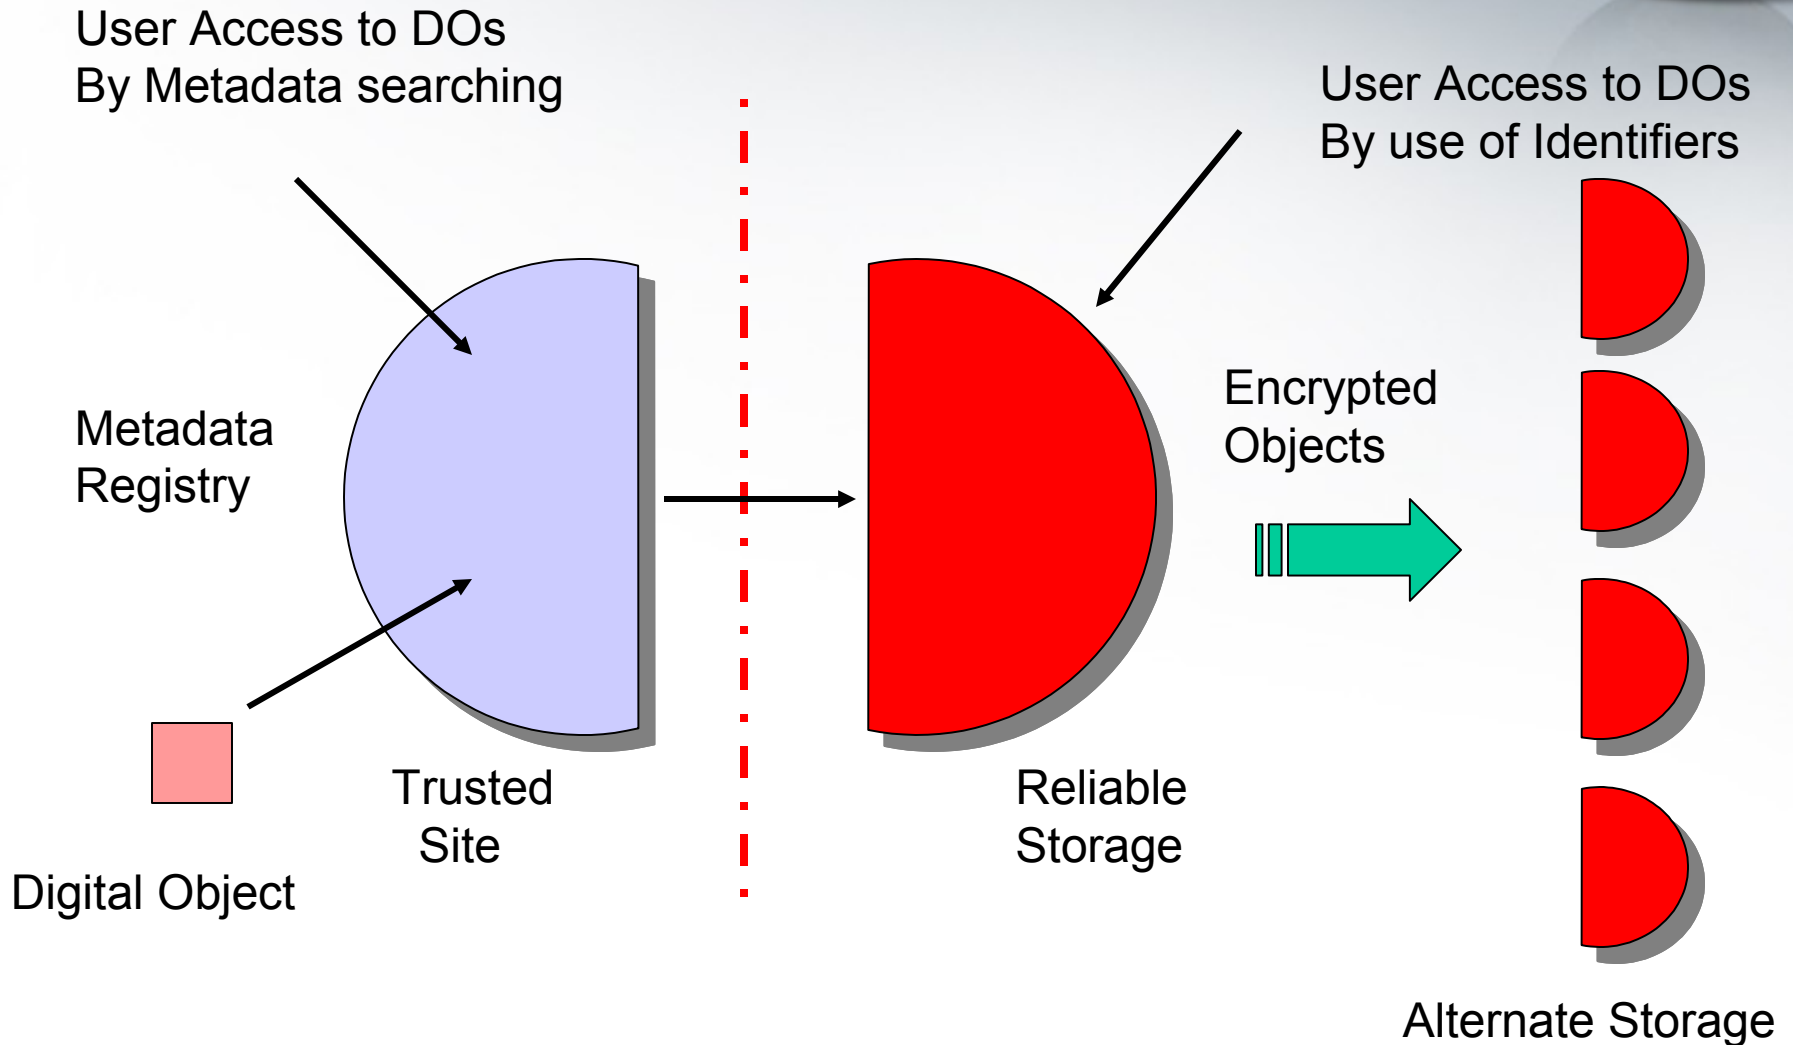 User Access to DOs
By Metadata searching
User Access to DOs
By use of Identifiers
Metadata
Registry
Encrypted
Objects
Trusted
Site
Reliable
Storage
Digital Object
Alternate Storage